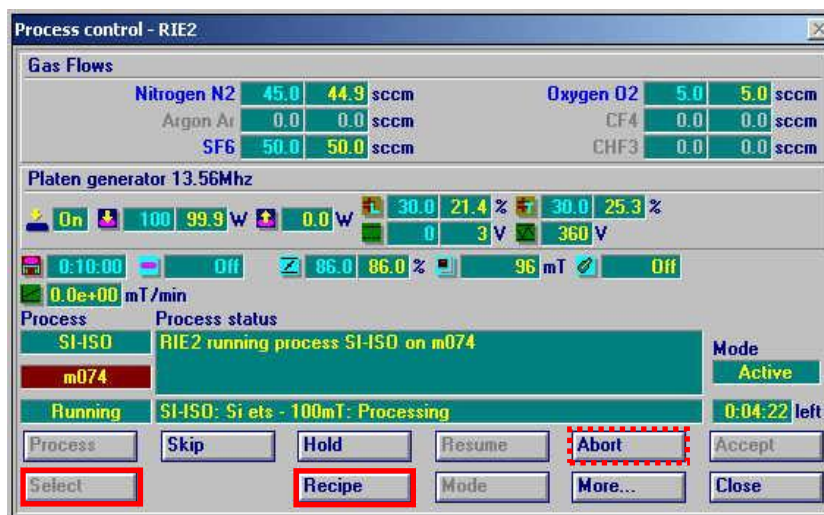 Process control - RIE2
Gas Flows
Nitrogen N2 45.0 44.9 sccm Oxygen O2 5.0 5.0 sccm
Argon Ar 0.0 0.0 sccm CF4 0.0 0.0 sccm
SF6 50.0 50.0 sccm CHF3 0.0 0.0 sccm
Platen generator 13.56Mhz
30.0 21.4 % 30.0 25.3 %
On 100 99.9 W 0.0 W
0 3 V 360 V
0:10:00 Off 86.0 86.0 % 96 mT Off
0.0e+00 mT/min
Process Process status
SI-ISO RIE2 running process SI-ISO on m074
Mode
m074 Active
Running SI-ISO: Si ets - 100mT: Processing 0:04:22 left
Process Skip Hold Resume Abort Accept
Select Recipe Mode More... Close